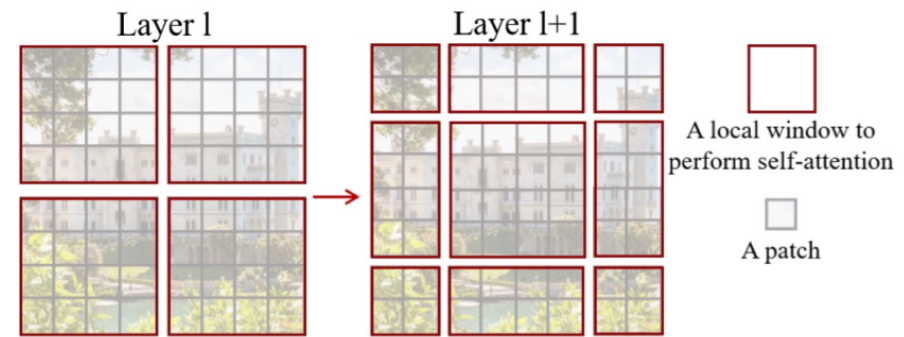 Layer l
Layer l+1
A local window to
perform self-attention
A patch